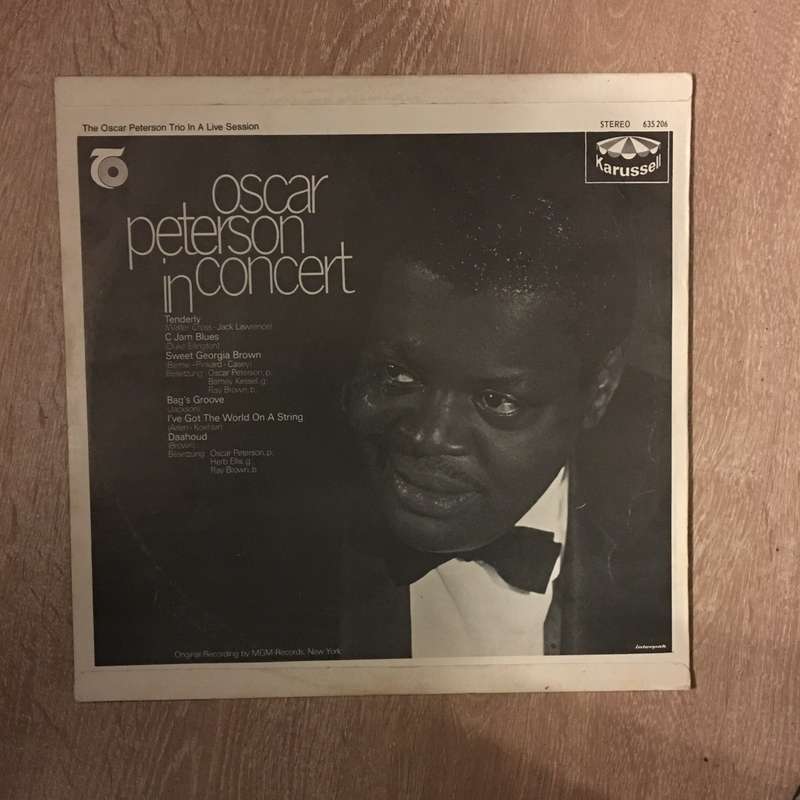 The Oscar Peterson Trio In A Live Session
STEREO 635 206
Karussell
oscar
peterson
in concert
Tenderly
(Walter Gross - Jack Lawrence)
C Jam Blues
(Duke Ellington)
Sweet Georgia Brown
(Bernie - Pinkard - Casey)
Besetzung: Oscar Peterson, p.
Barney Kessel, g.
Ray Brown, b.
Bag's Groove
(Jackson)
I've Got The World On A String
(Arlen - Koehler)
Daahoud
(Brown)
Besetzung: Oscar Peterson, p.
Herb Ellis, g.
Ray Brown, b.
Original Recording by MGM-Records, New York
interpak